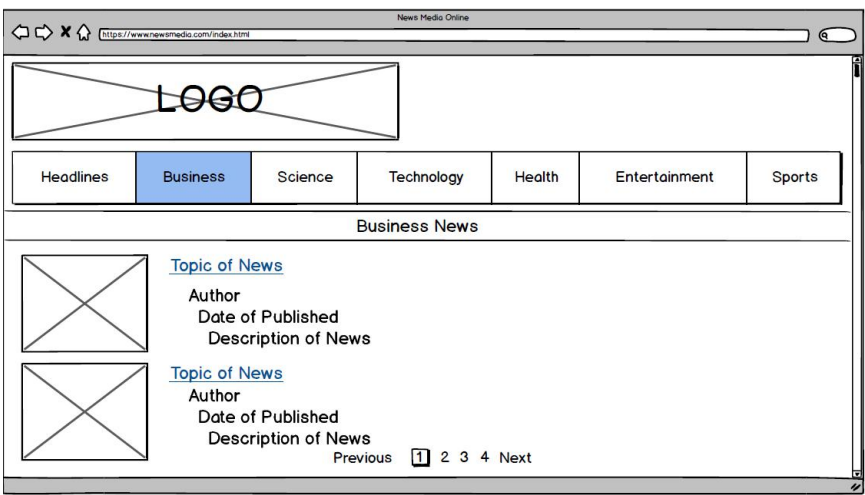 News Media Online
https://www.newsmedia.com/index.html
LOGO
Headlines Business Science Technology Health Entertainment Sports
Business News
Topic of News
Author
Date of Published
Description of News
Topic of News
Author
Date of Published
Description of News
Previous 1 2 3 4 Next